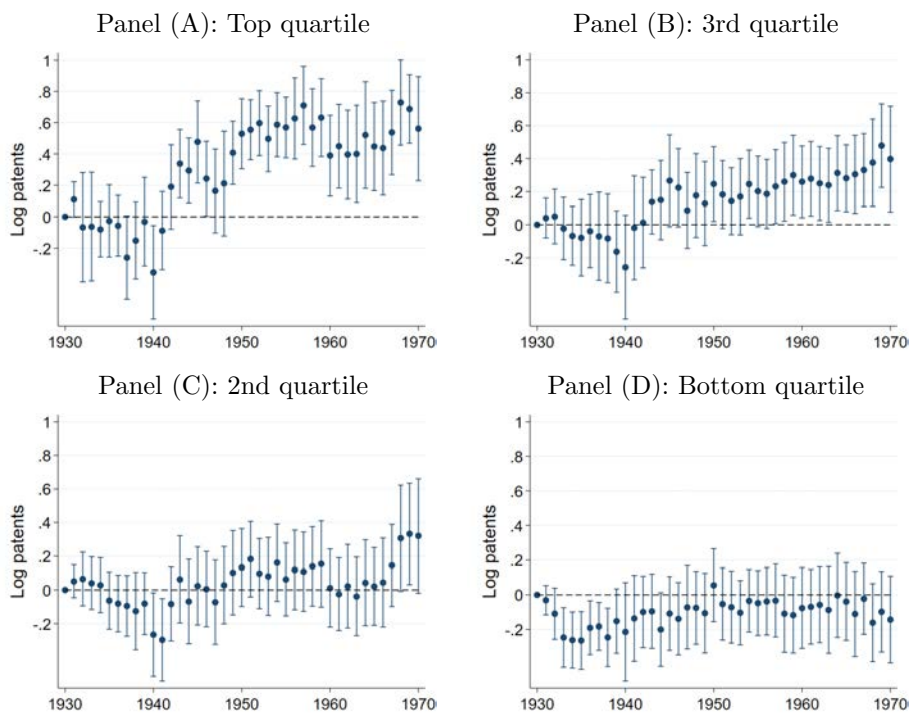 Panel (A): Top quartile
Log patents
1
.8
.6
.4
.2
0
-.2
1930 1940 1950 1960 1970
Panel (B): 3rd quartile
Log patents
1
.8
.6
.4
.2
0
-.2
1930 1940 1950 1960 1970
Panel (C): 2nd quartile
Log patents
1
.8
.6
.4
.2
0
-.2
1930 1940 1950 1960 1970
Panel (D): Bottom quartile
Log patents
1
.8
.6
.4
.2
0
-.2
1930 1940 1950 1960 1970